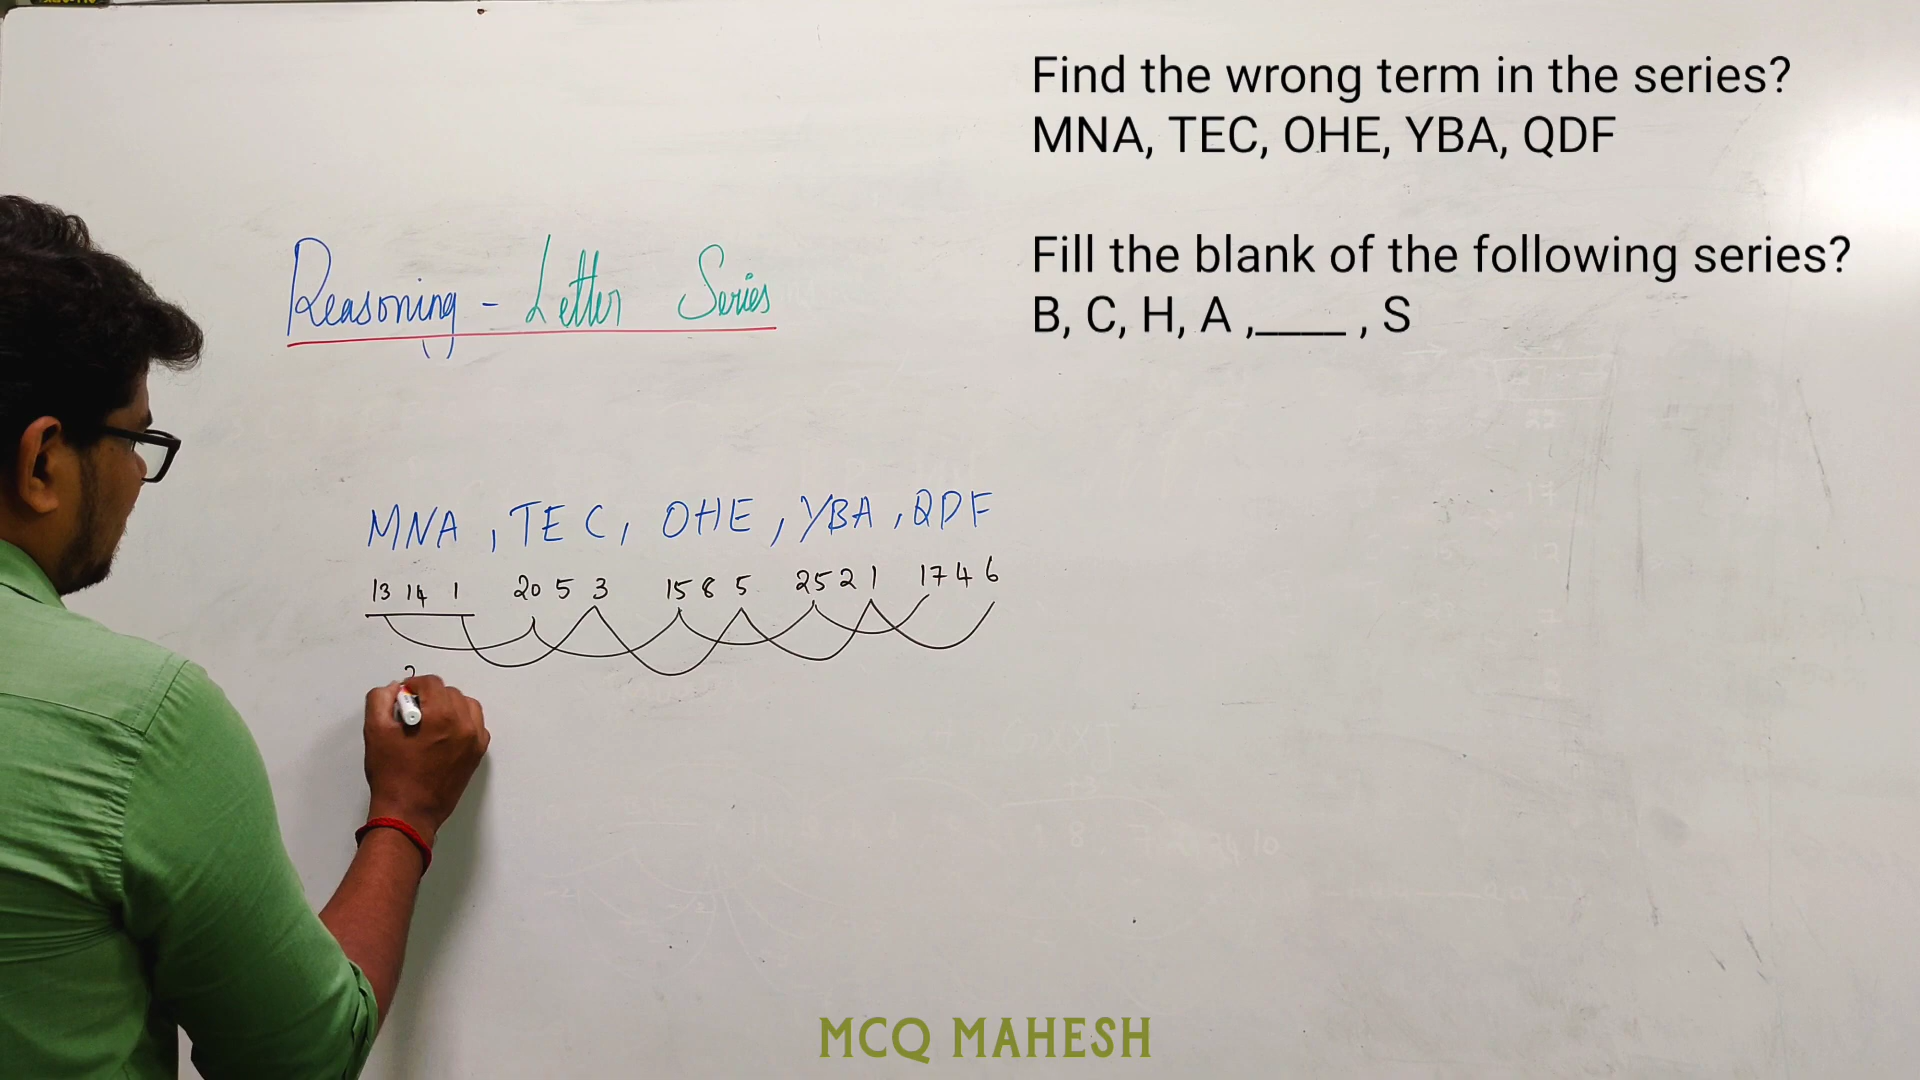 Find the wrong term in the series?
MNA, TEC, OHE, YBA, QDF
Fill the blank of the following series?
B, C, H, A ,____ , S
Reasoning - Letter Series
MNA , TE C, OHE , YBA , QDF
13 14 1 20 5 3 15 8 5 25 2 1 17 4 6
MCQ MAHESH